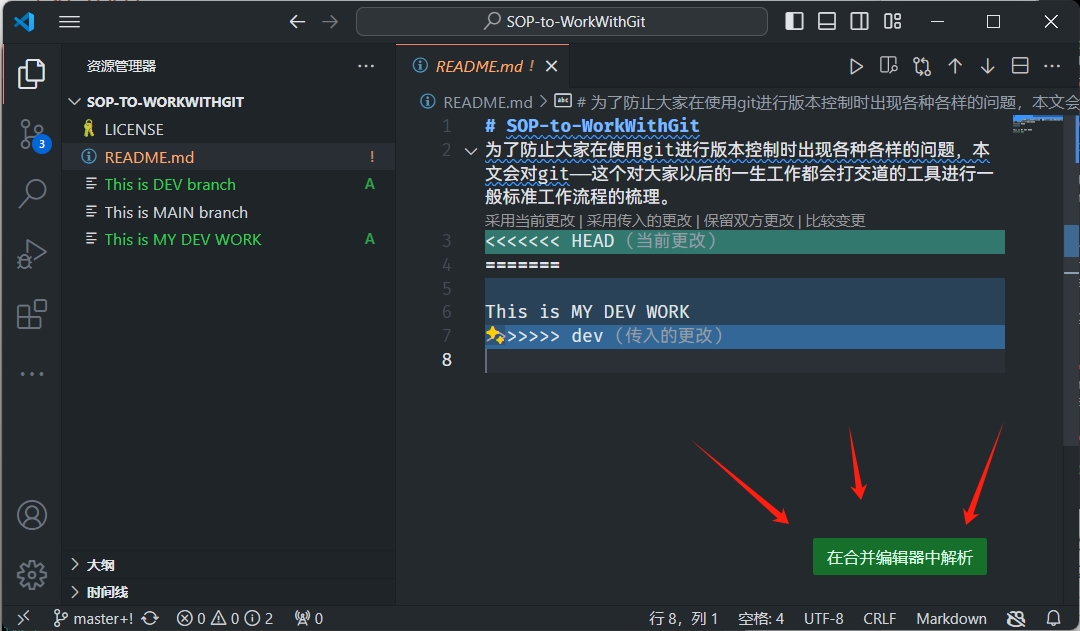 SOP-to-WorkWithGit
资源管理器
SOP-TO-WORKWITHGIT
LICENSE
README.md !
This is DEV branch A
This is MAIN branch
This is MY DEV WORK A
大纲
时间线
3
README.md !
README.md > # 为了防止大家在使用git进行版本控制时出现各种各样的问题，本文会
1 # SOP-to-WorkWithGit
2 为了防止大家在使用git进行版本控制时出现各种各样的问题，本
文会对git——这个对大家以后的一生工作都会打交道的工具进行一
般标准工作流程的梳理。
采用当前更改 | 采用传入的更改 | 保留双方更改 | 比较变更
3 <<<<<<< HEAD (当前更改)
4 =======
5
6 This is MY DEV WORK
7 >>>>>> dev (传入的更改)
8
在合并编辑器中解析
master+! 0 0 2 0 行 8，列 1 空格: 4 UTF-8 CRLF Markdown